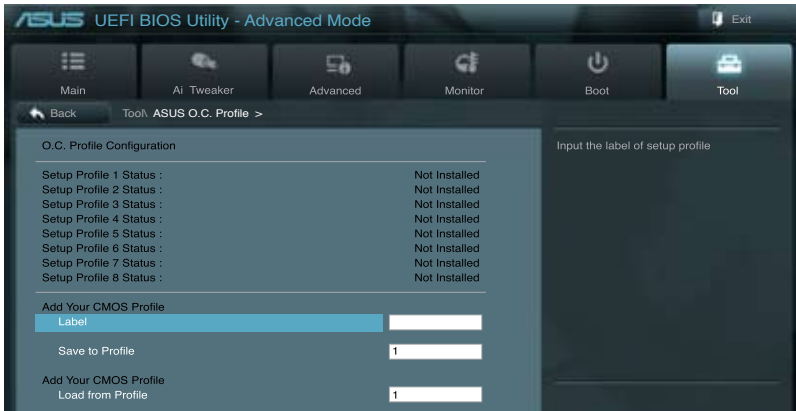 ASUS UEFI BIOS Utility - Advanced Mode
Exit
Main
Ai Tweaker
Advanced
Monitor
Boot
Tool
Back
Tool\ ASUS O.C. Profile >
O.C. Profile Configuration
Input the label of setup profile
Setup Profile 1 Status : Not Installed
Setup Profile 2 Status : Not Installed
Setup Profile 3 Status : Not Installed
Setup Profile 4 Status : Not Installed
Setup Profile 5 Status : Not Installed
Setup Profile 6 Status : Not Installed
Setup Profile 7 Status : Not Installed
Setup Profile 8 Status : Not Installed
Add Your CMOS Profile
Label
Save to Profile 1
Add Your CMOS Profile
Load from Profile 1